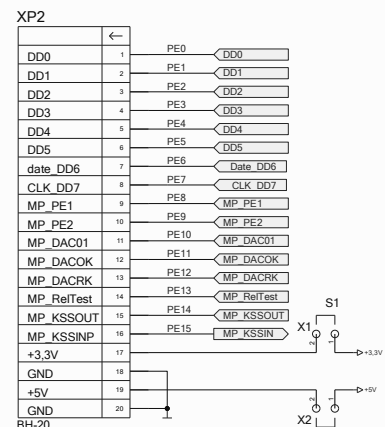 XP2
←
DD0 1 PE0 DD0
DD1 2 PE1 DD1
DD2 3 PE2 DD2
DD3 4 PE3 DD3
DD4 5 PE4 DD4
DD5 6 PE5 DD5
date_DD6 7 PE6 Date_DD6
CLK_DD7 8 PE7 CLK_DD7
MP_PE1 9 PE8 MP_PE1
MP_PE2 10 PE9 MP_PE2
MP_DAC01 11 PE10 MP_DAC01
MP_DACOK 12 PE11 MP_DACOK
MP_DACRK 13 PE12 MP_DACRK
MP_RelTest 14 PE13 MP_RelTest
MP_KSSOUT 15 PE14 MP_KSSOUT
MP_KSSINP 16 PE15 MP_KSSIN
S1
X1
+3,3V 17 2 1 +3,3V
GND 18
+5V 19 2 1 +5V
GND 20
X2
BH-20